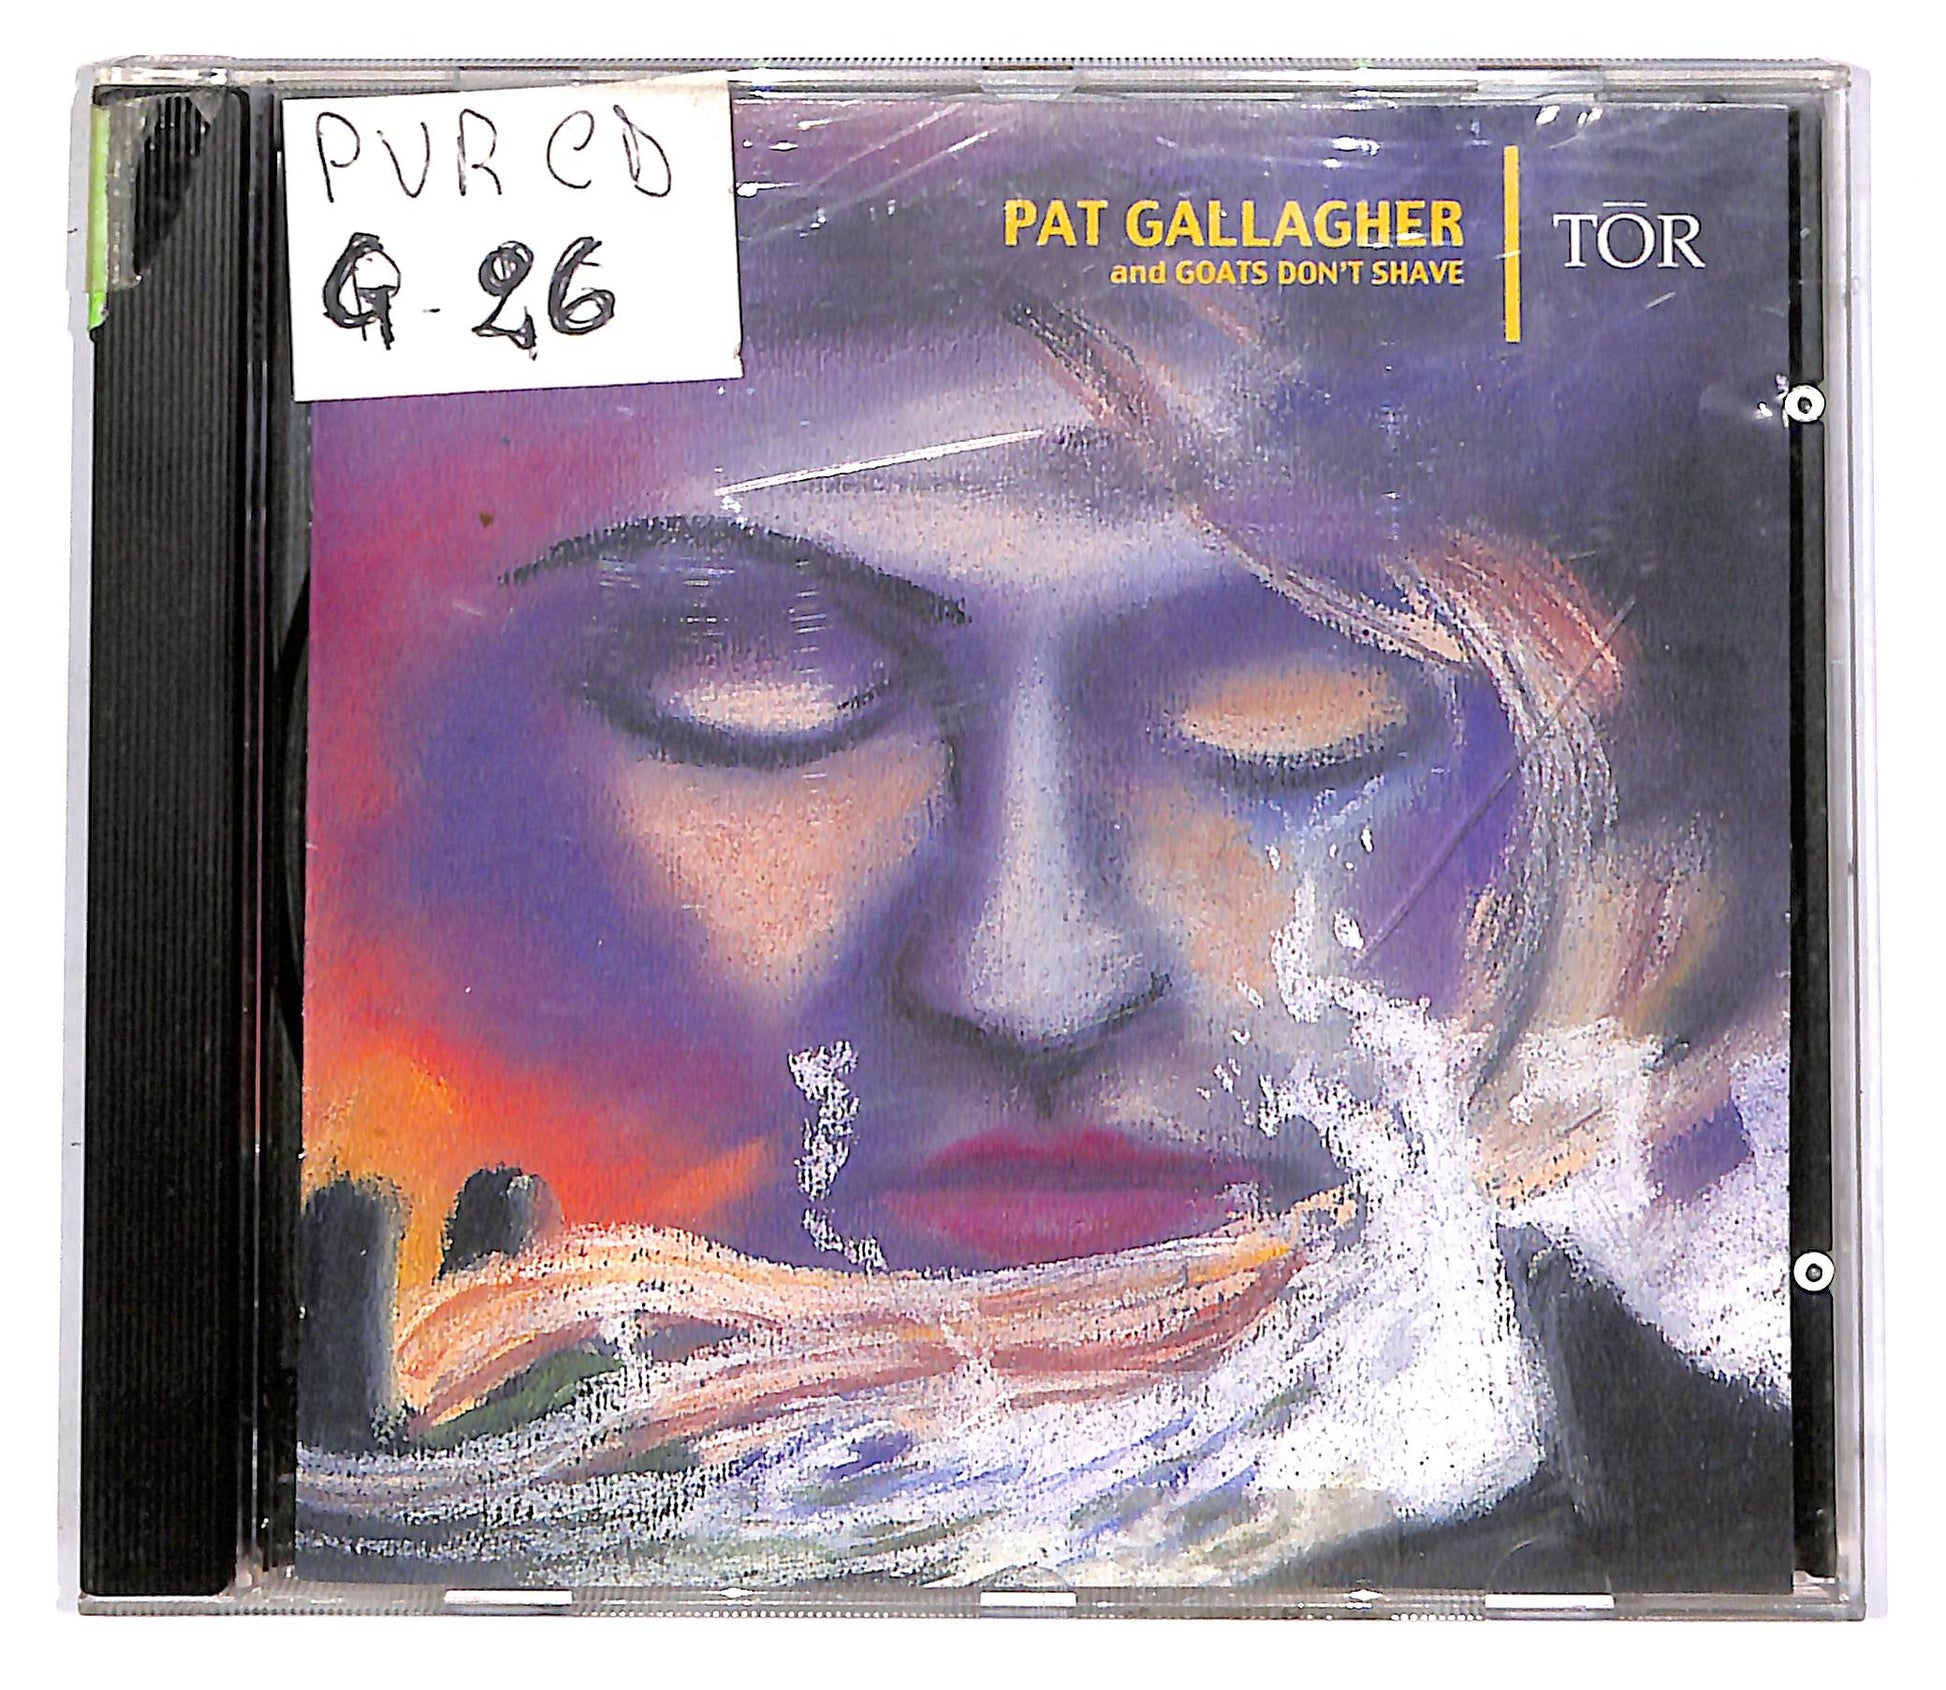 PVR CD
G-26
PAT GALLAGHER
and GOATS DON'T SHAVE
TŌR